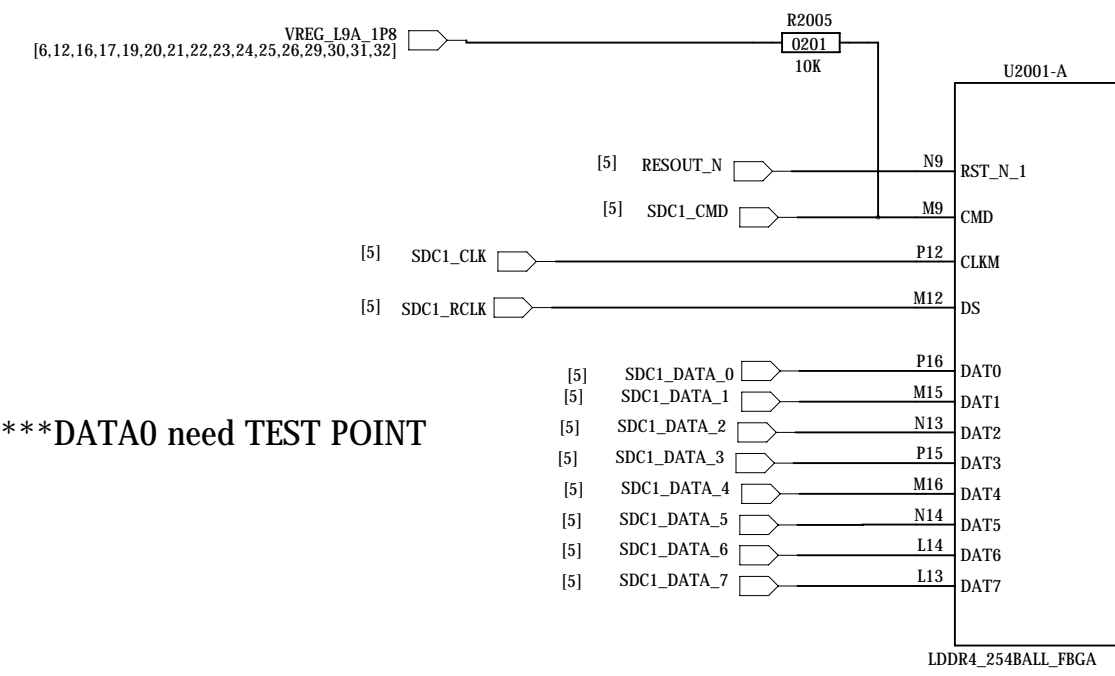 R2005
VREG_L9A_1P8
[6,12,16,17,19,20,21,22,23,24,25,26,29,30,31,32]
0201
10K
U2001-A
[5] RESOUT_N N9 RST_N_1
[5] SDC1_CMD M9 CMD
[5] SDC1_CLK P12 CLKM
[5] SDC1_RCLK M12 DS
[5] SDC1_DATA_0 P16 DAT0
[5] SDC1_DATA_1 M15 DAT1
[5] SDC1_DATA_2 N13 DAT2
***DATA0 need TEST POINT
[5] SDC1_DATA_3 P15 DAT3
[5] SDC1_DATA_4 M16 DAT4
[5] SDC1_DATA_5 N14 DAT5
[5] SDC1_DATA_6 L14 DAT6
[5] SDC1_DATA_7 L13 DAT7
LDDR4_254BALL_FBGA